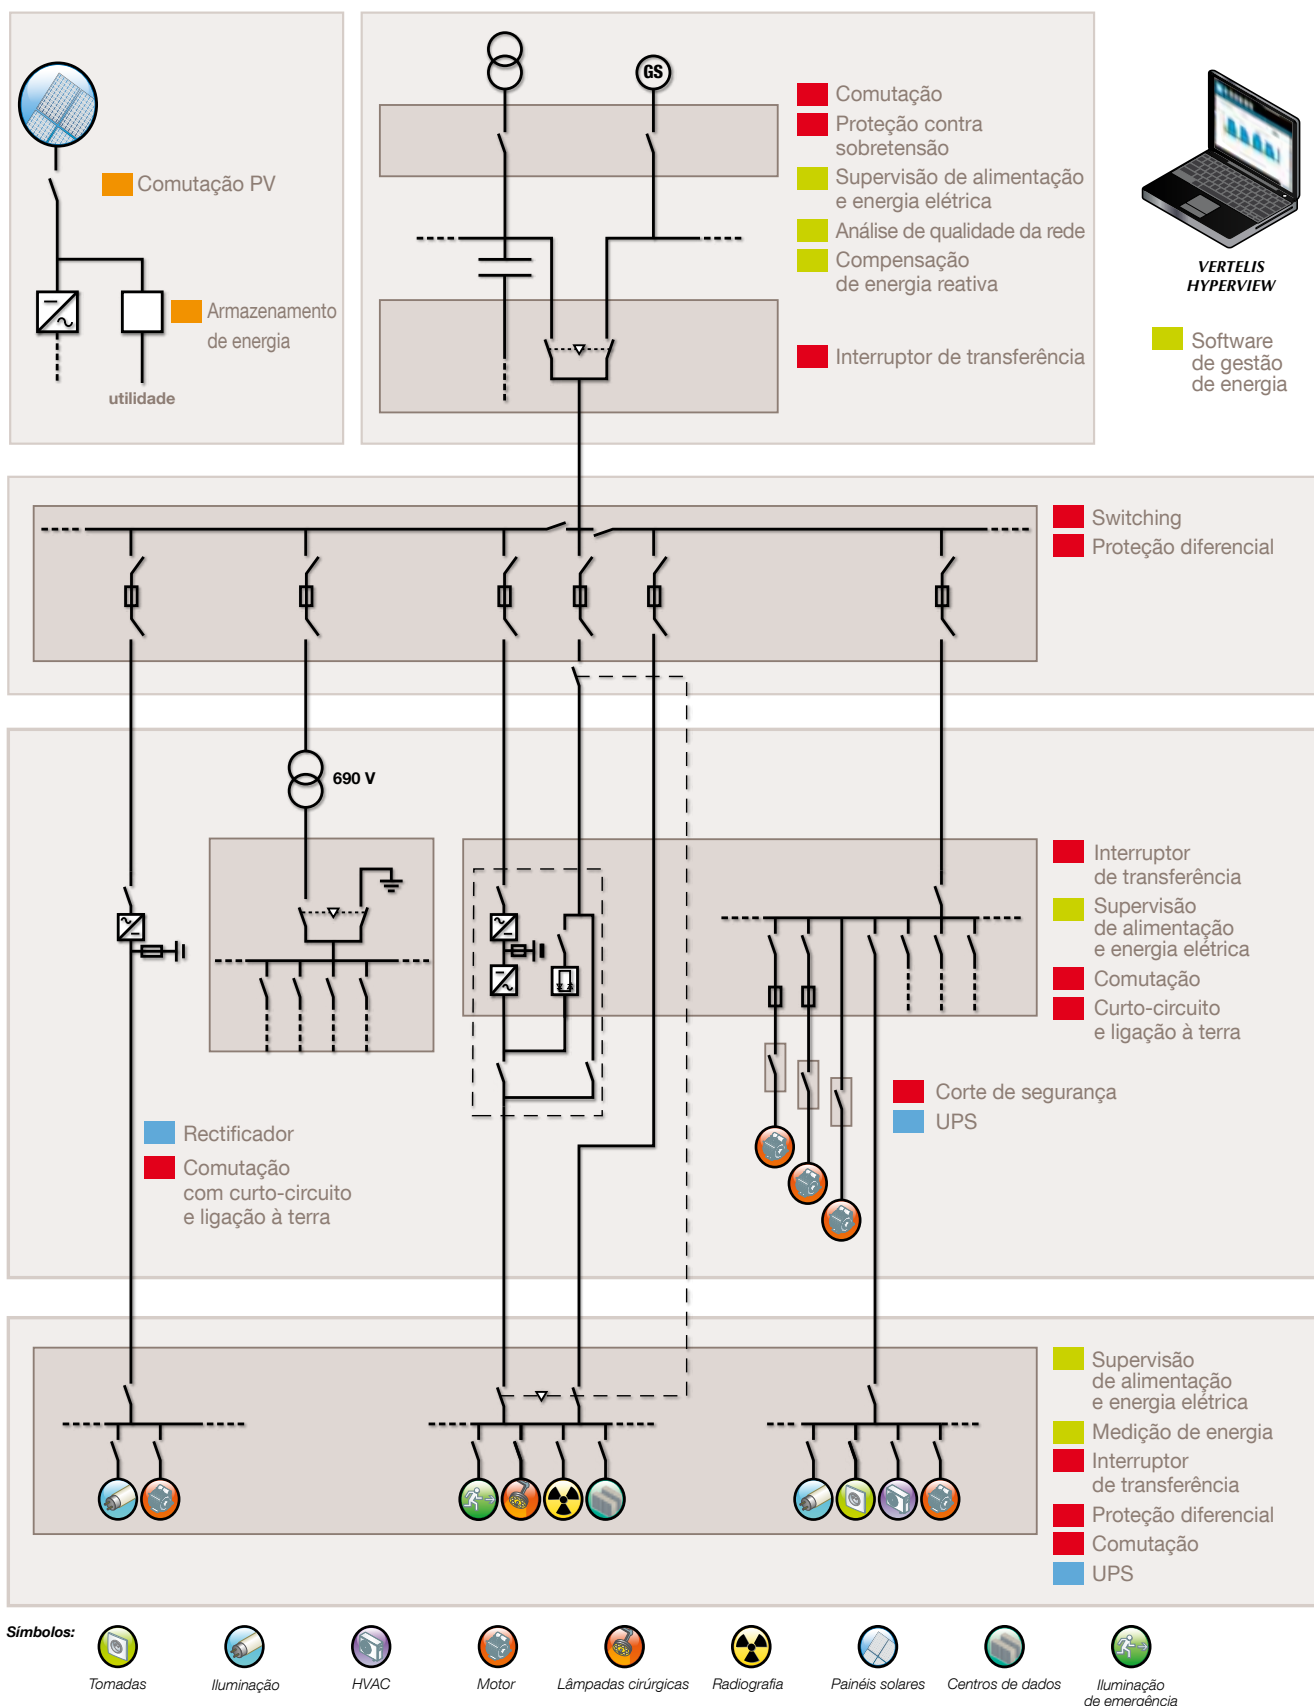 Comutação PV
Armazenamento
de energia
utilidade
GS
Comutação
Proteção contra
sobretensão
Supervisão de alimentação
e energia elétrica
Análise de qualidade da rede
Compensação
de energia reativa
Interruptor de transferência
VERTELIS
HYPERVIEW
Software
de gestão
de energia
Switching
Proteção diferencial
690 V
Interruptor
de transferência
Supervisão
de alimentação
e energia elétrica
Comutação
Curto-circuito
e ligação à terra
Corte de segurança
UPS
Rectificador
Comutação
com curto-circuito
e ligação à terra
Supervisão
de alimentação
e energia elétrica
Medição de energia
Interruptor
de transferência
Proteção diferencial
Comutação
UPS
Símbolos:
Tomadas
Iluminação
HVAC
Motor
Lâmpadas cirúrgicas
Radiografia
Painéis solares
Centros de dados
Iluminação
de emergência